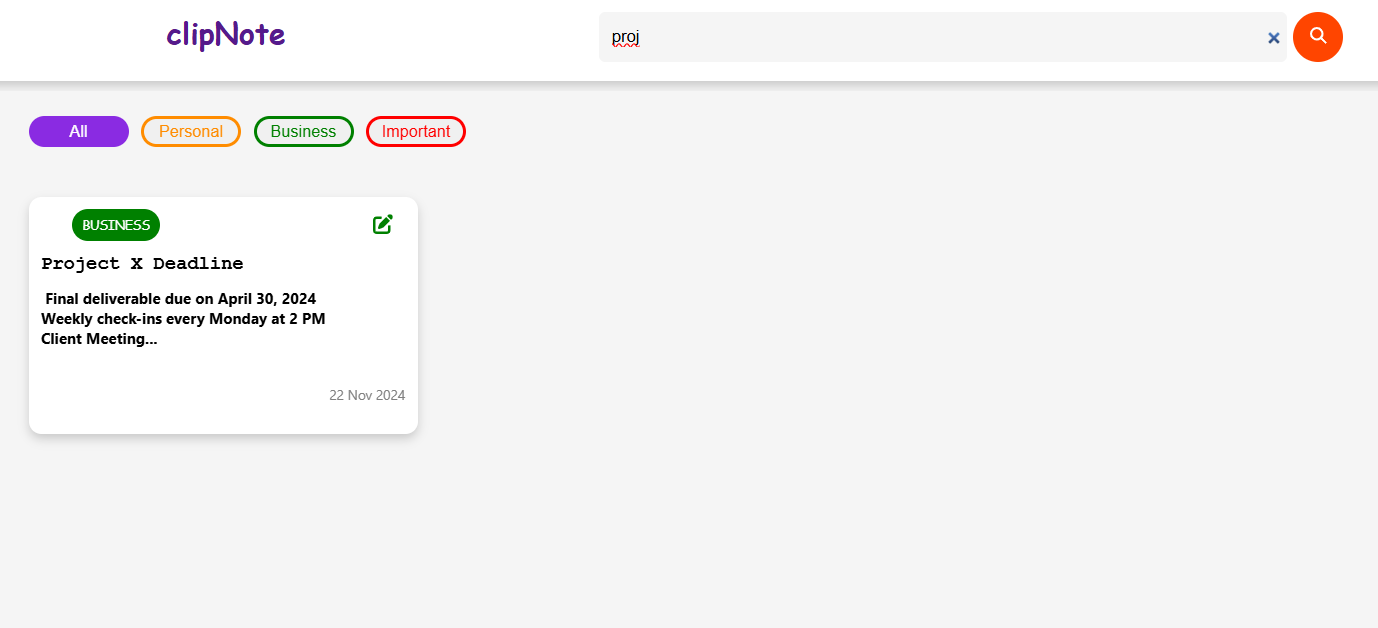 clipNote
proj
All
Personal
Business
Important
BUSINESS
Project X Deadline
Final deliverable due on April 30, 2024
Weekly check-ins every Monday at 2 PM
Client Meeting...
22 Nov 2024